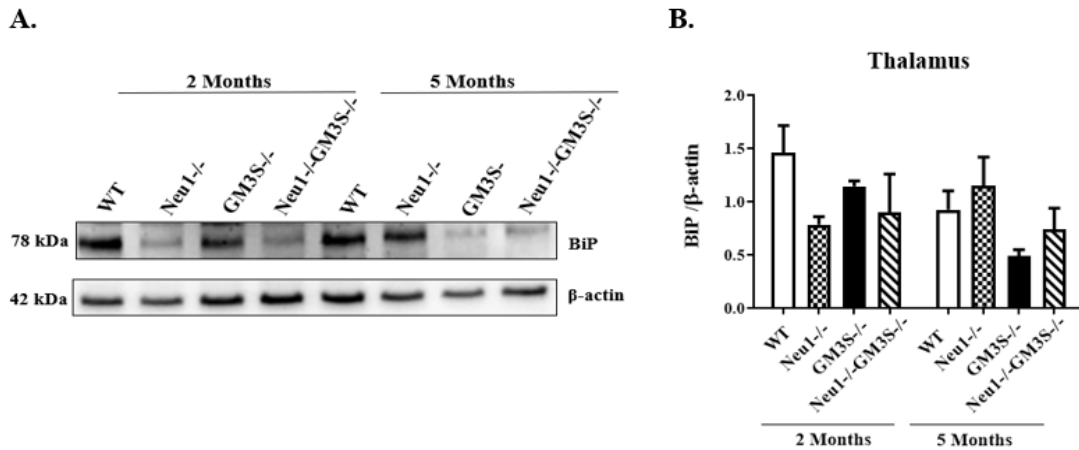 A.
2 Months
5 Months
WT
Neu1-/-
GM3S-/-
Neu1-/-GM3S-/-
WT
Neu1-/-
GM3S-
Neu1-/-GM3S-/-
78 kDa
BiP
42 kDa
β-actin
B.
Thalamus
BiP /β-actin
2.0
1.5
1.0
0.5
0.0
WT
Neu1-/-
GM3S-/-
Neu1-/-GM3S-/-
WT
Neu1-/-
GM3S-/-
Neu1-/-GM3S-/-
2 Months
5 Months